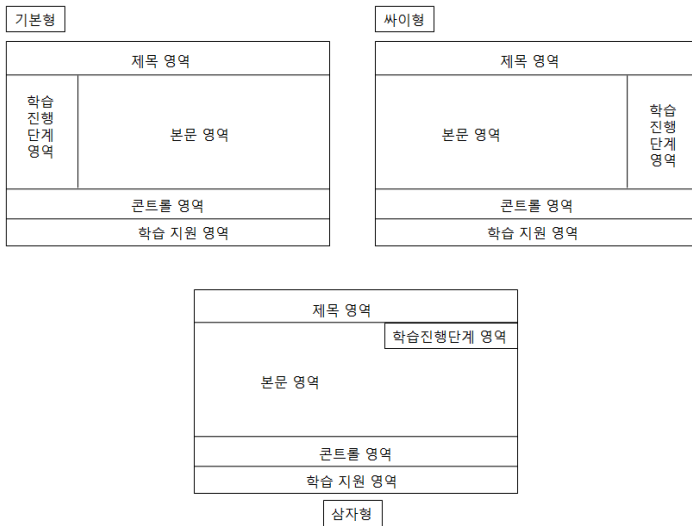 기본형
제목 영역
학습
진행
단계
영역
본문 영역
콘트롤 영역
학습 지원 영역
싸이형
제목 영역
본문 영역
학습
진행
단계
영역
콘트롤 영역
학습 지원 영역
제목 영역
학습진행단계 영역
본문 영역
콘트롤 영역
학습 지원 영역
삼자형